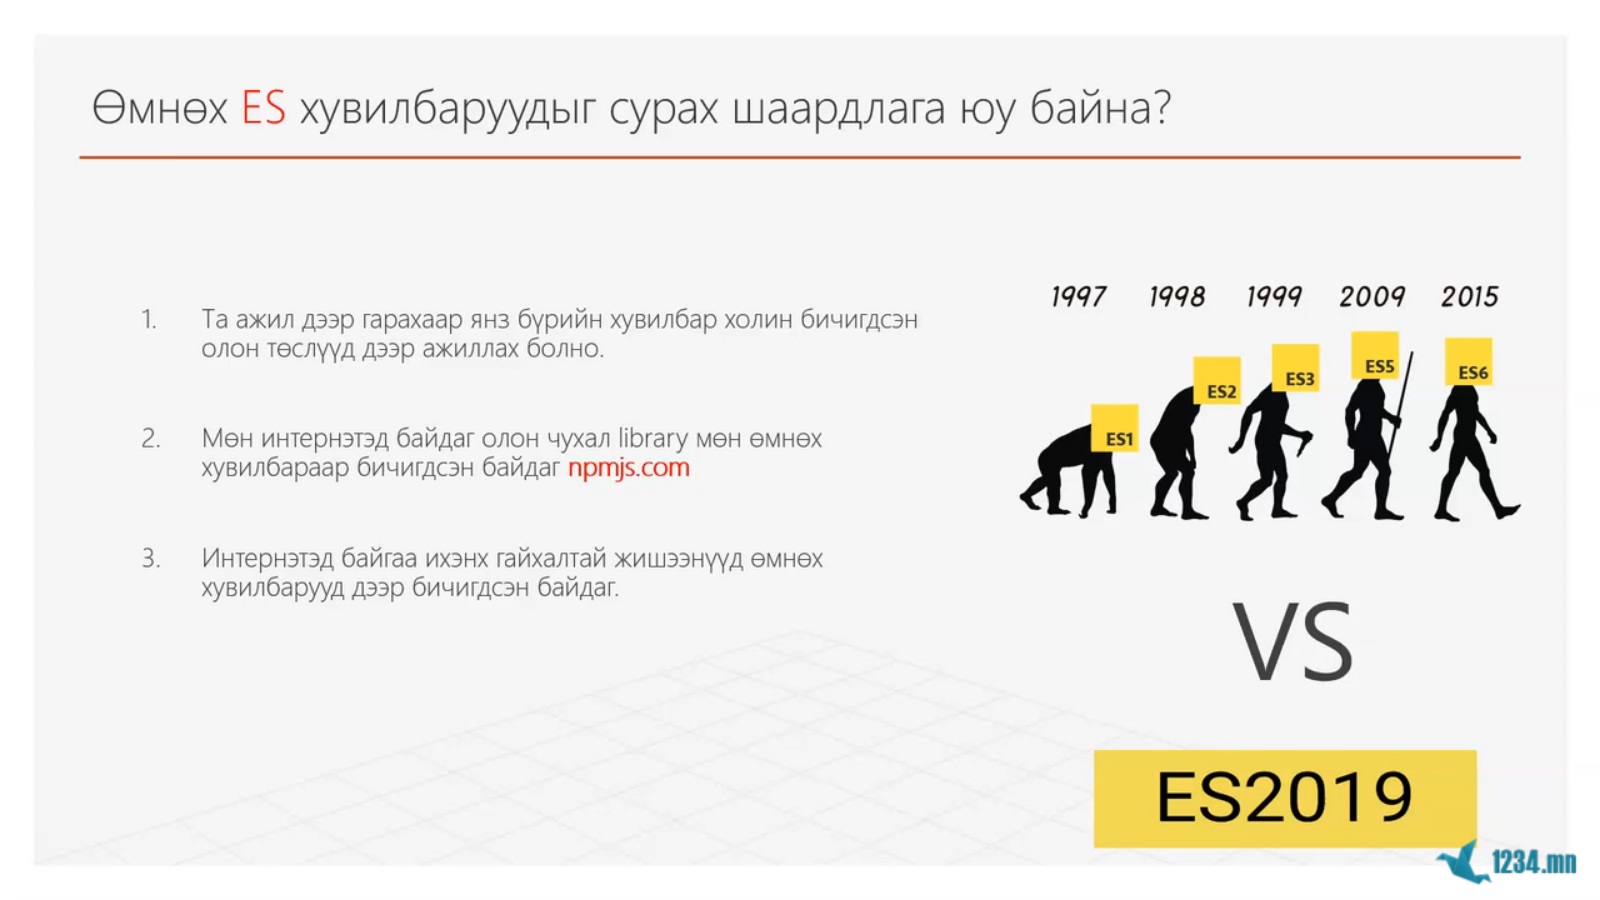 Өмнөх ES хувилбаруудыг сурах шаардлага юу байна?
1. Та ажил дээр гарахаар янз бүрийн хувилбар холин бичигдсэн
олон төслүүд дээр ажиллах болно.
2. Мөн интернэтэд байдаг олон чухал library мөн өмнөх
хувилбараар бичигдсэн байдаг npmjs.com
3. Интернэтэд байгаа ихэнх гайхалтай жишээнүүд өмнөх
хувилбарууд дээр бичигдсэн байдаг.
1997 1998 1999 2009 2015
ES1 ES2 ES3 ES5 ES6
VS
ES2019
1234.mn